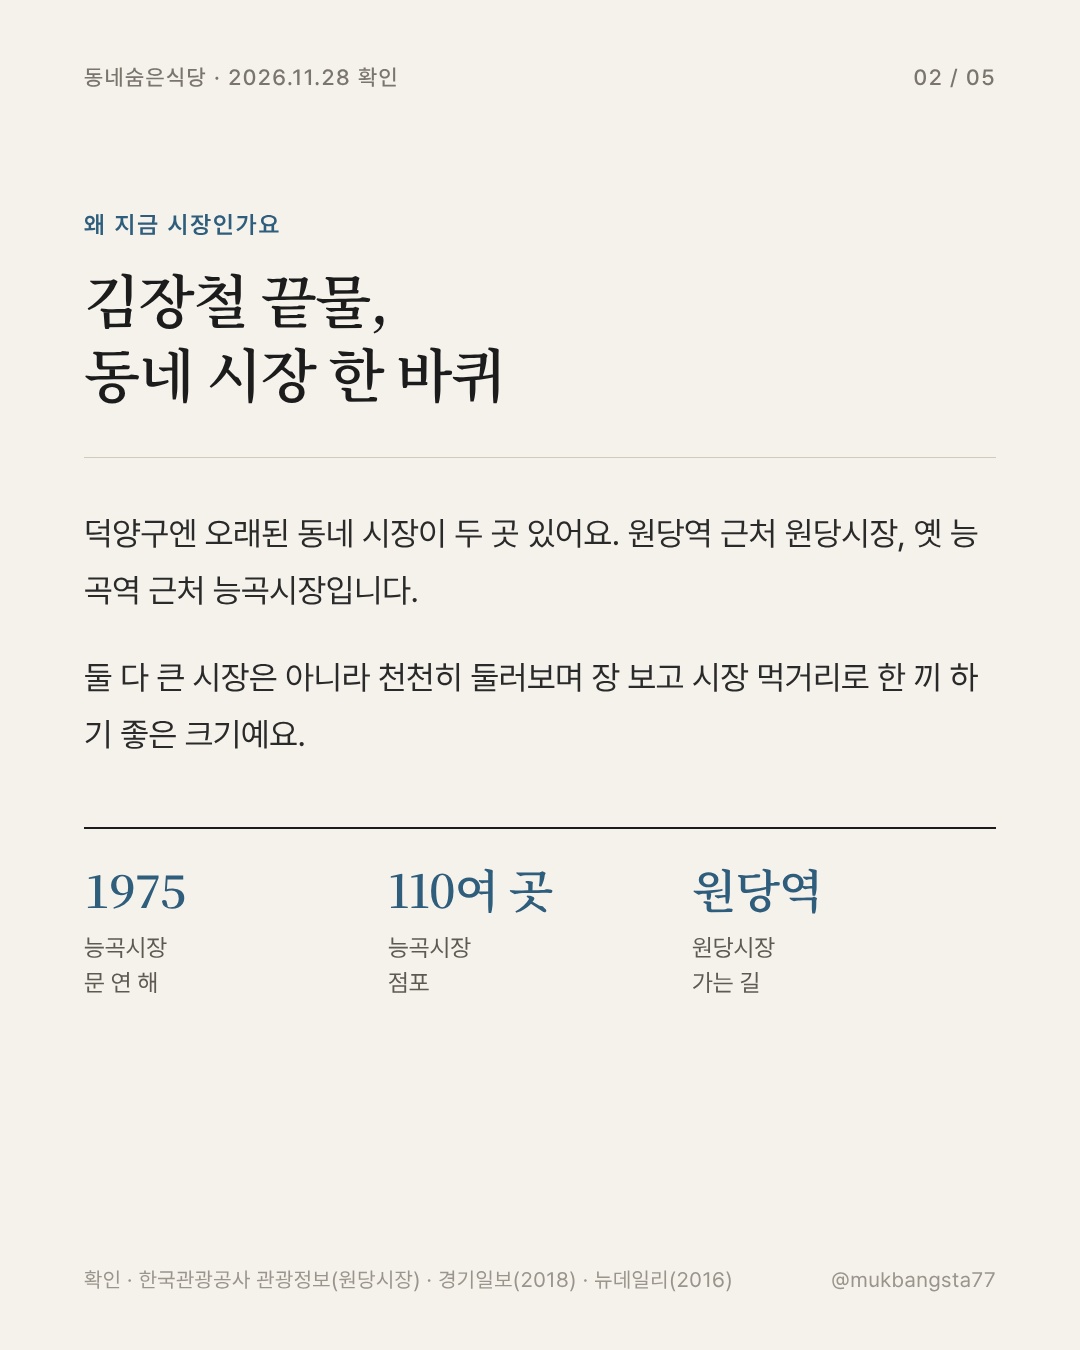 동네숨은식당 · 2026.11.28 확인
02 / 05
왜 지금 시장인가요
김장철 끝물,
동네 시장 한 바퀴
덕양구엔 오래된 동네 시장이 두 곳 있어요. 원당역 근처 원당시장, 옛 능
곡역 근처 능곡시장입니다.
둘 다 큰 시장은 아니라 천천히 둘러보며 장 보고 시장 먹거리로 한 끼 하
기 좋은 크기예요.
1975
능곡시장
문 연 해
110여 곳
능곡시장
점포
원당역
원당시장
가는 길
확인 · 한국관광공사 관광정보(원당시장) · 경기일보(2018) · 뉴데일리(2016)
@mukbangsta77